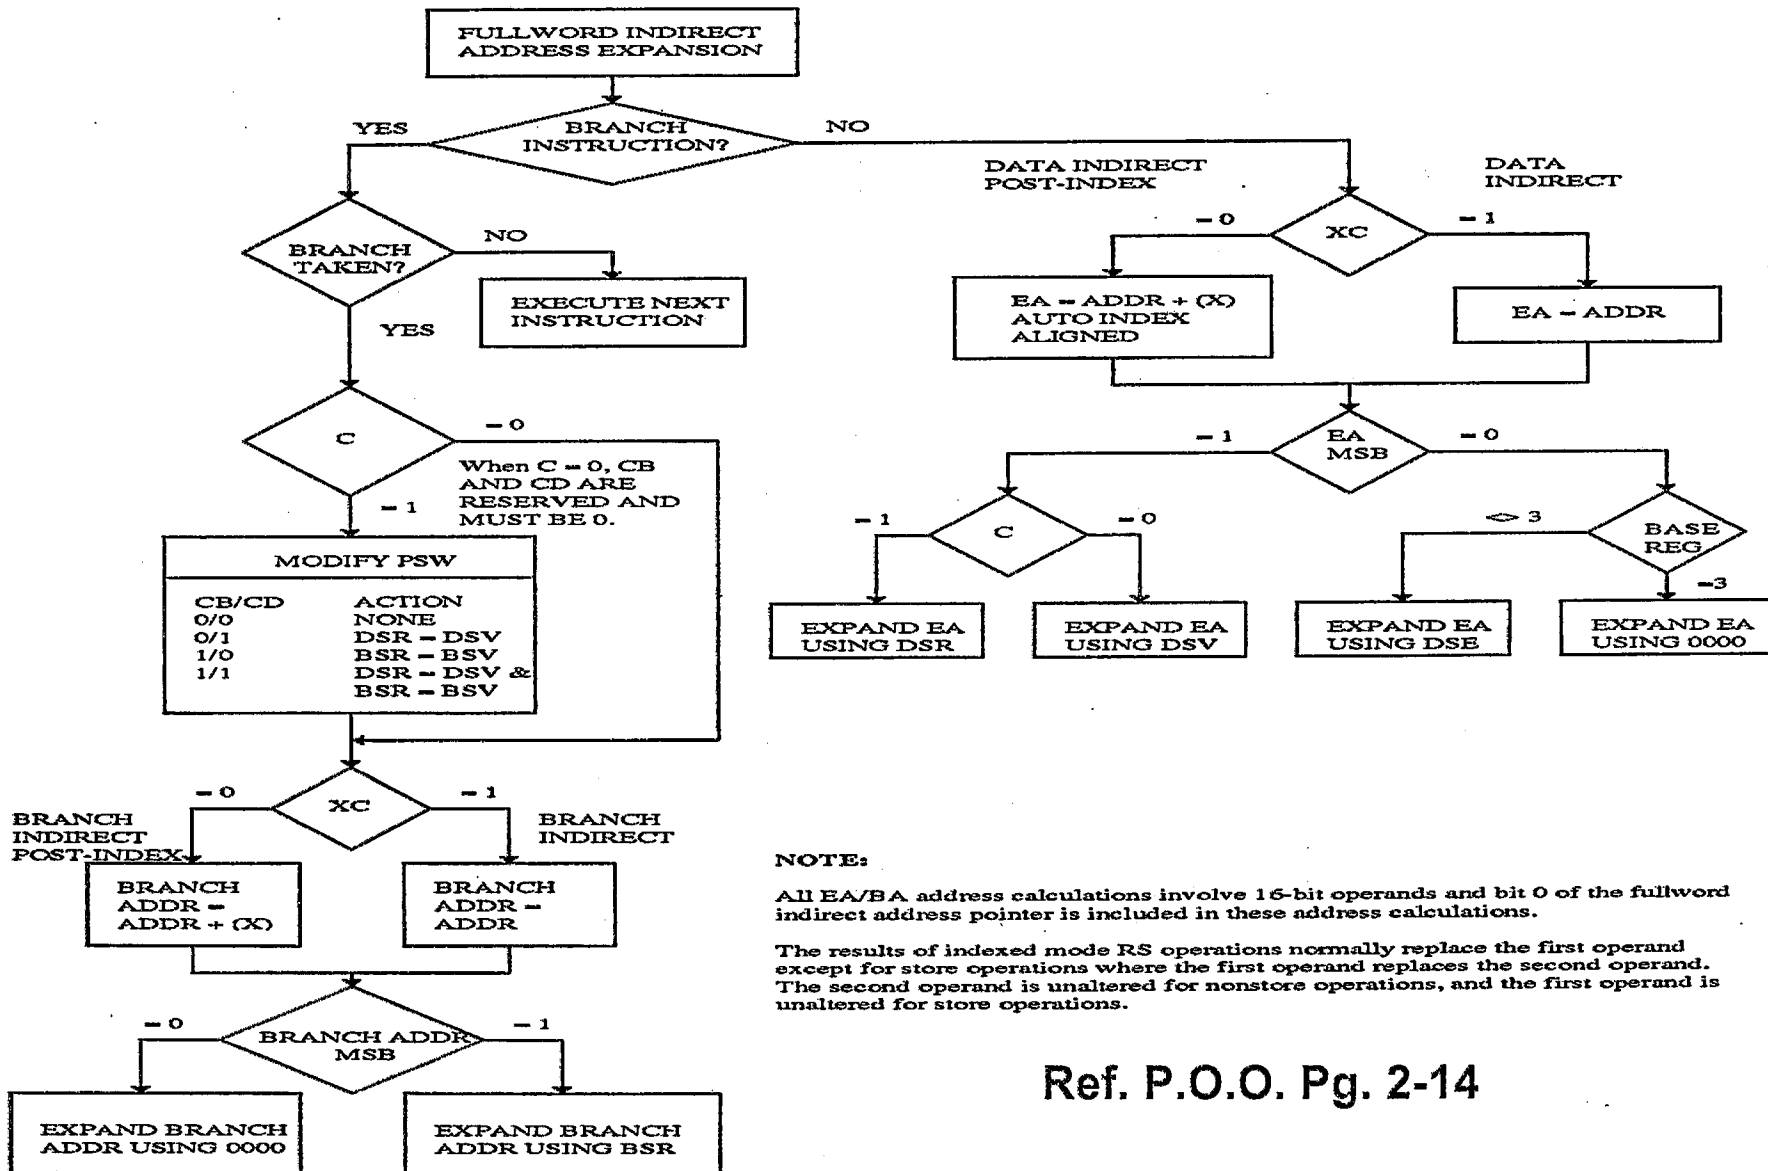 FULLWORD INDIRECT
ADDRESS EXPANSION
YES
BRANCH
INSTRUCTION?
NO
DATA INDIRECT
POST-INDEX
DATA
INDIRECT
= 0
XC
= 1
BRANCH
TAKEN?
NO
EXECUTE NEXT
INSTRUCTION
YES
EA = ADDR + (X)
AUTO INDEX
ALIGNED
EA = ADDR
C
= 0
When C = 0, CB
AND CD ARE
RESERVED AND
MUST BE 0.
= 1
= 1
EA
MSB
= 0
= 1
C
= 0
<> 3
BASE
REG
=3
EXPAND EA
USING DSR
EXPAND EA
USING DSV
EXPAND EA
USING DSE
EXPAND EA
USING 0000
MODIFY PSW
CB/CD ACTION
0/0 NONE
0/1 DSR = DSV
1/0 BSR = BSV
1/1 DSR = DSV &
BSR = BSV
= 0
XC
= 1
BRANCH
INDIRECT
POST-INDEX
BRANCH
INDIRECT
BRANCH
ADDR =
ADDR + (X)
BRANCH
ADDR =
ADDR
= 0
BRANCH ADDR
MSB
= 1
EXPAND BRANCH
ADDR USING 0000
EXPAND BRANCH
ADDR USING BSR
NOTE:
All EA/BA address calculations involve 16-bit operands and bit 0 of the fullword
indirect address pointer is included in these address calculations.
The results of indexed mode RS operations normally replace the first operand
except for store operations where the first operand replaces the second operand.
The second operand is unaltered for nonstore operations, and the first operand is
unaltered for store operations.
Ref. P.O.O. Pg. 2-14